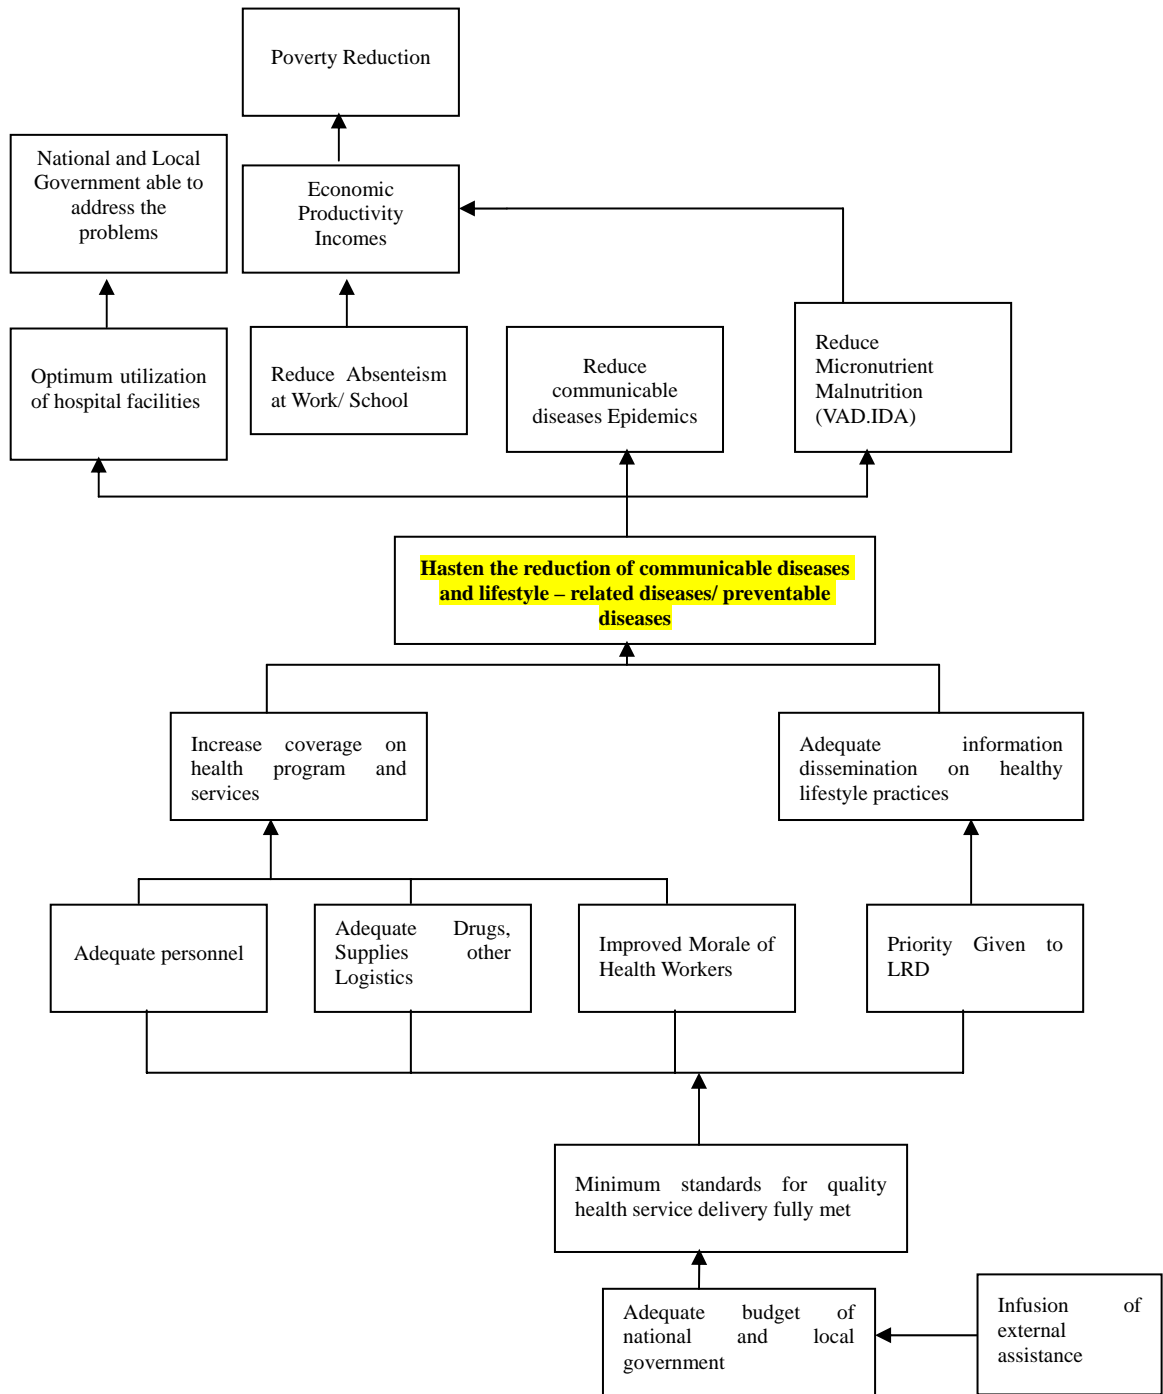 Poverty Reduction
National and Local
Government able to
address the
problems
Economic
Productivity
Incomes
Optimum utilization
of hospital facilities
Reduce Absenteism
at Work/ School
Reduce
communicable
diseases Epidemics
Reduce
Micronutrient
Malnutrition
(VAD.IDA)
Hasten the reduction of communicable diseases
and lifestyle – related diseases/ preventable
diseases
Increase coverage on
health program and
services
Adequate information
dissemination on healthy
lifestyle practices
Adequate personnel
Adequate Drugs,
Supplies other
Logistics
Improved Morale of
Health Workers
Priority Given to
LRD
Minimum standards for quality
health service delivery fully met
Adequate budget of
national and local
government
Infusion of
external
assistance